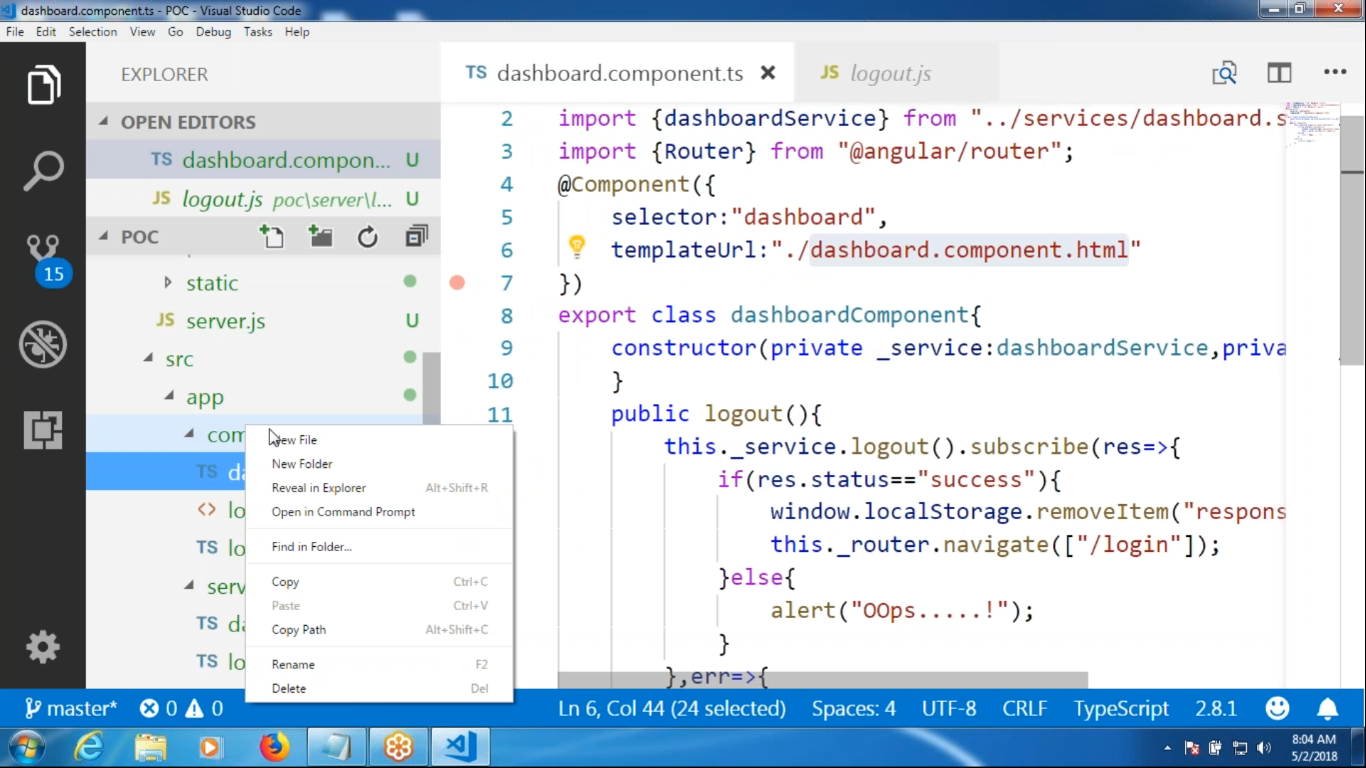 dashboard.component.ts - POC - Visual Studio Code
File Edit Selection View Go Debug Tasks Help
EXPLORER
OPEN EDITORS
TS dashboard.compon... U
JS logout.js poc\server\l... U
POC
static
JS server.js U
src
app
com
TS da
<> lo
TS lo
serv
TS da
TS lo
15
New File
New Folder
Reveal in Explorer Alt+Shift+R
Open in Command Prompt
Find in Folder...
Copy Ctrl+C
Paste Ctrl+V
Copy Path Alt+Shift+C
Rename F2
Delete Del
TS dashboard.component.ts
JS logout.js
2 import {dashboardService} from "../services/dashboard.s
3 import {Router} from "@angular/router";
4 @Component({
5 selector:"dashboard",
6 templateUrl:"./dashboard.component.html"
7 })
8 export class dashboardComponent{
9 constructor(private _service:dashboardService,priva
10 }
11 public logout(){
this._service.logout().subscribe(res=>{
if(res.status=="success"){
window.localStorage.removeItem("respons
this._router.navigate(["/login"]);
}else{
alert("OOps.....!");
}
},err=>{
master* 0 0 Ln 6, Col 44 (24 selected) Spaces: 4 UTF-8 CRLF TypeScript 2.8.1
8:04 AM
5/2/2018